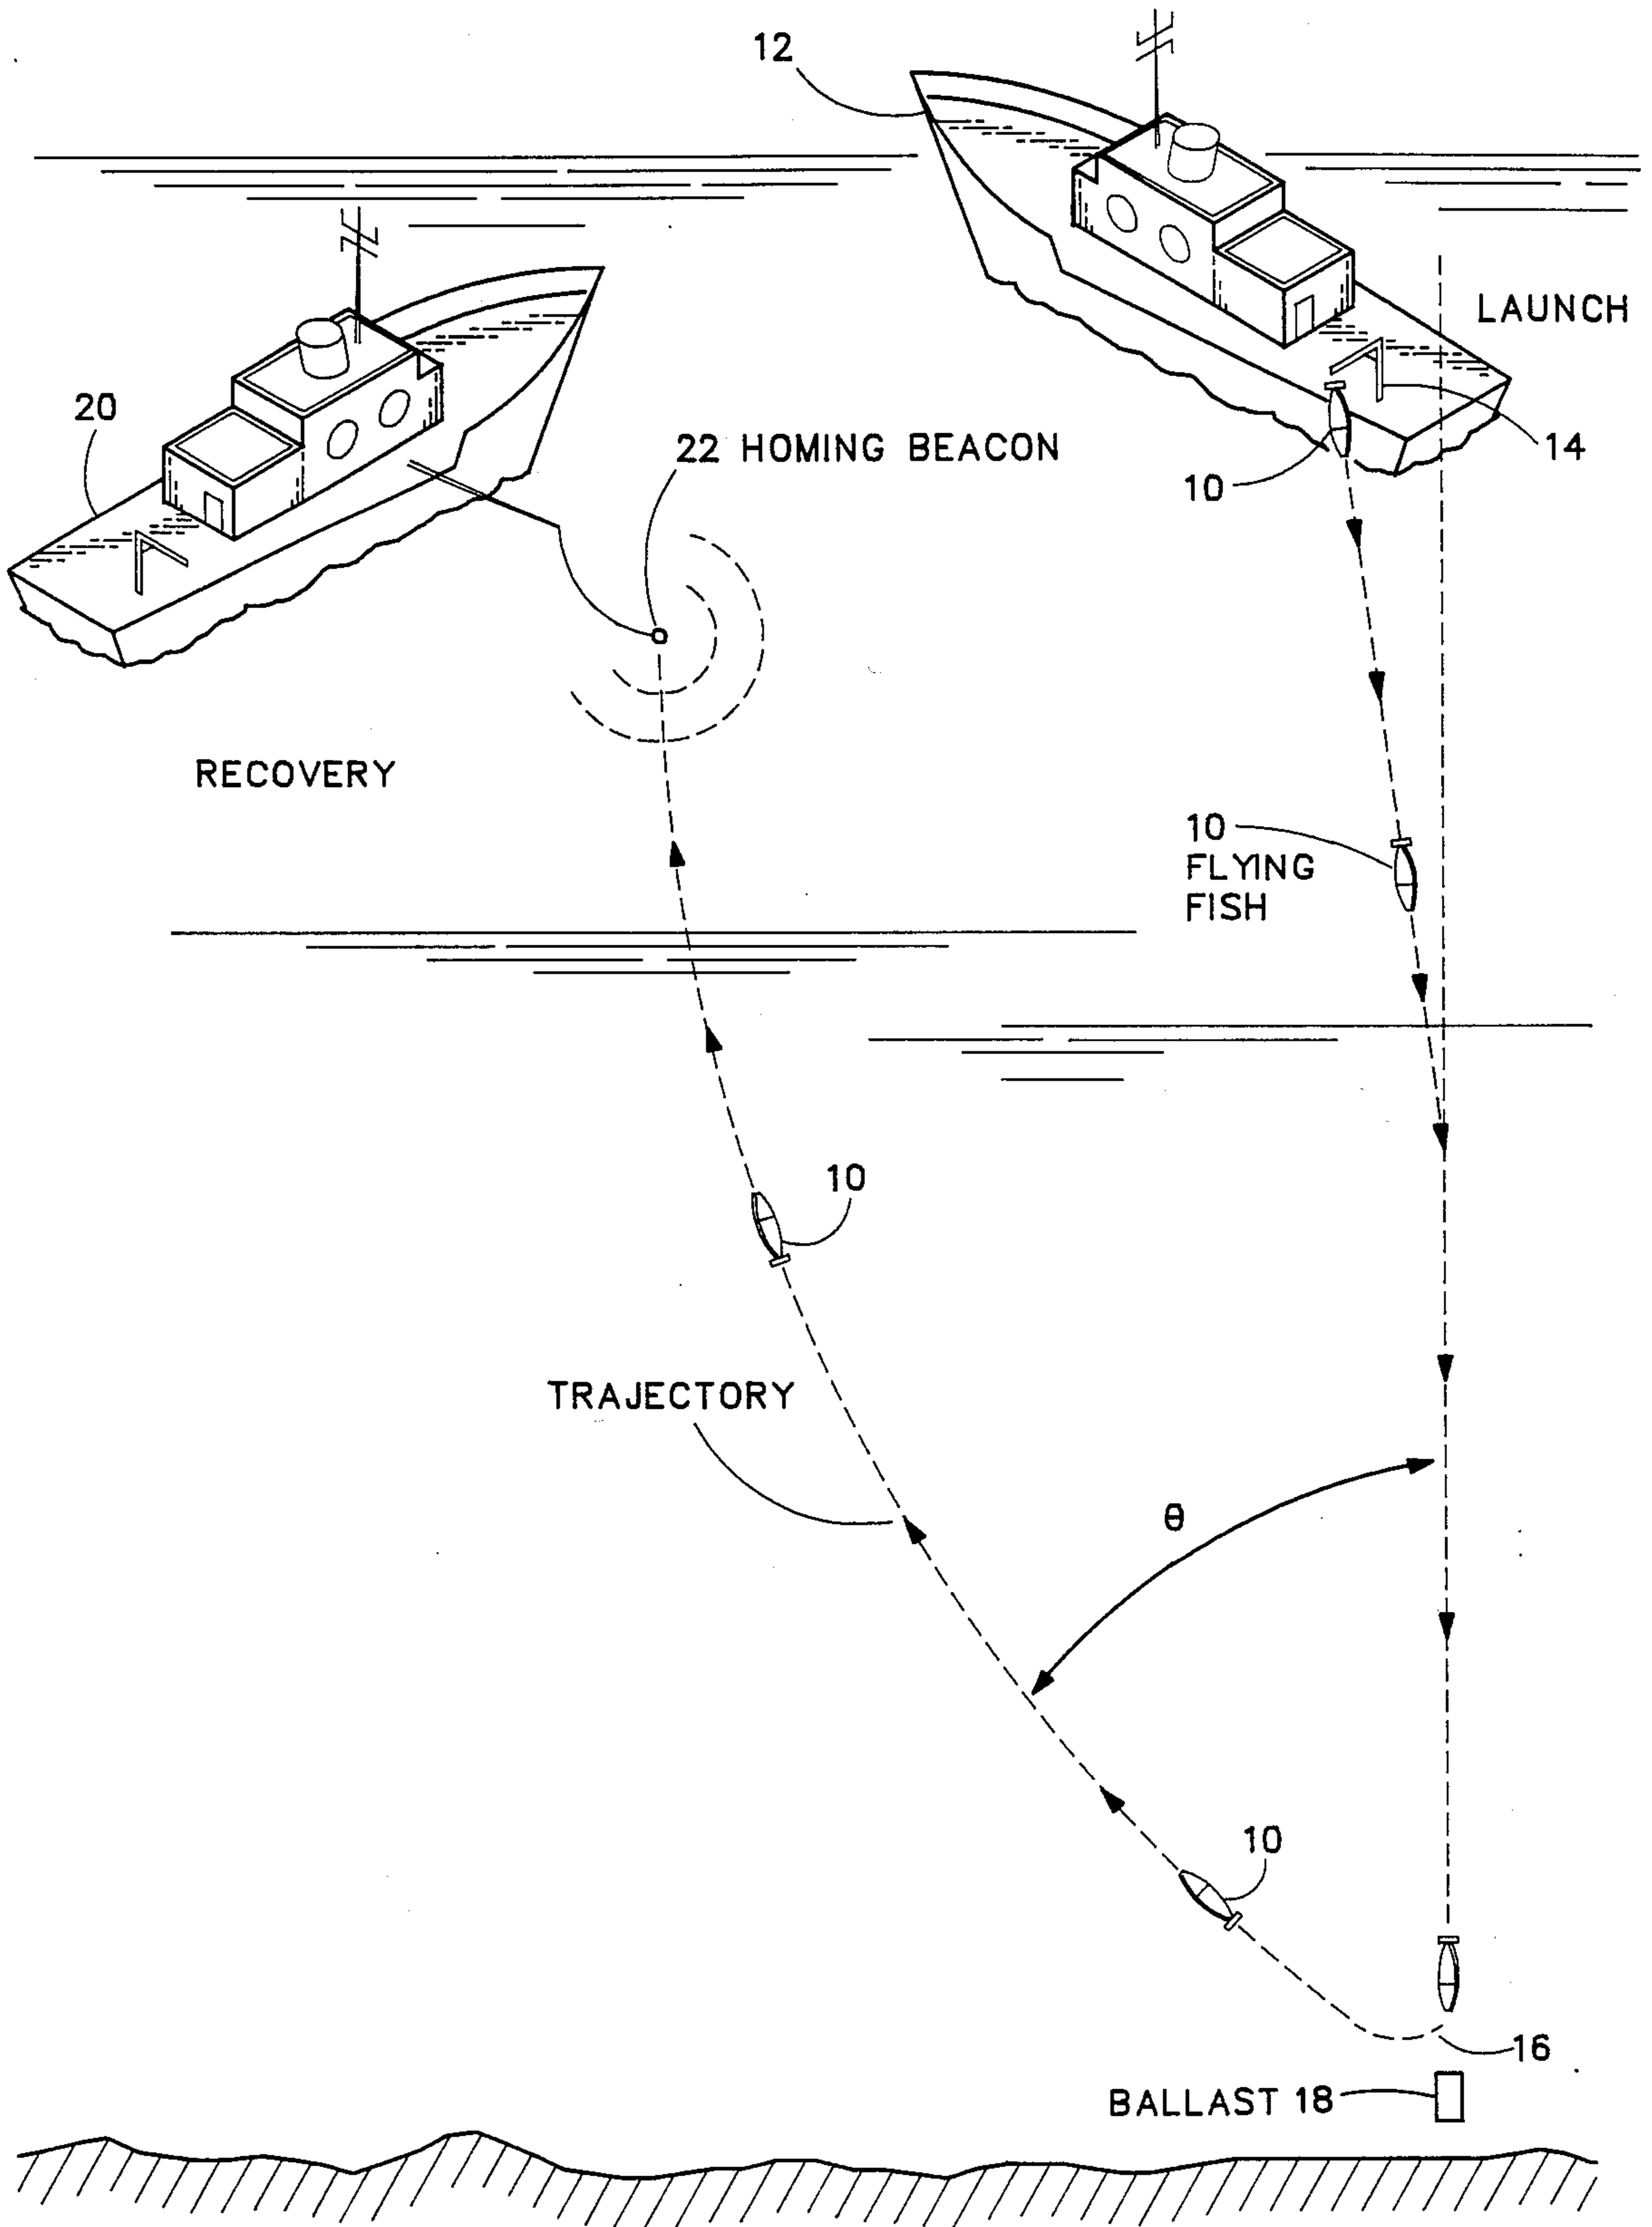 12
LAUNCH
20
22 HOMING BEACON
14
10
RECOVERY
10
FLYING
FISH
10
TRAJECTORY
θ
10
16
BALLAST 18